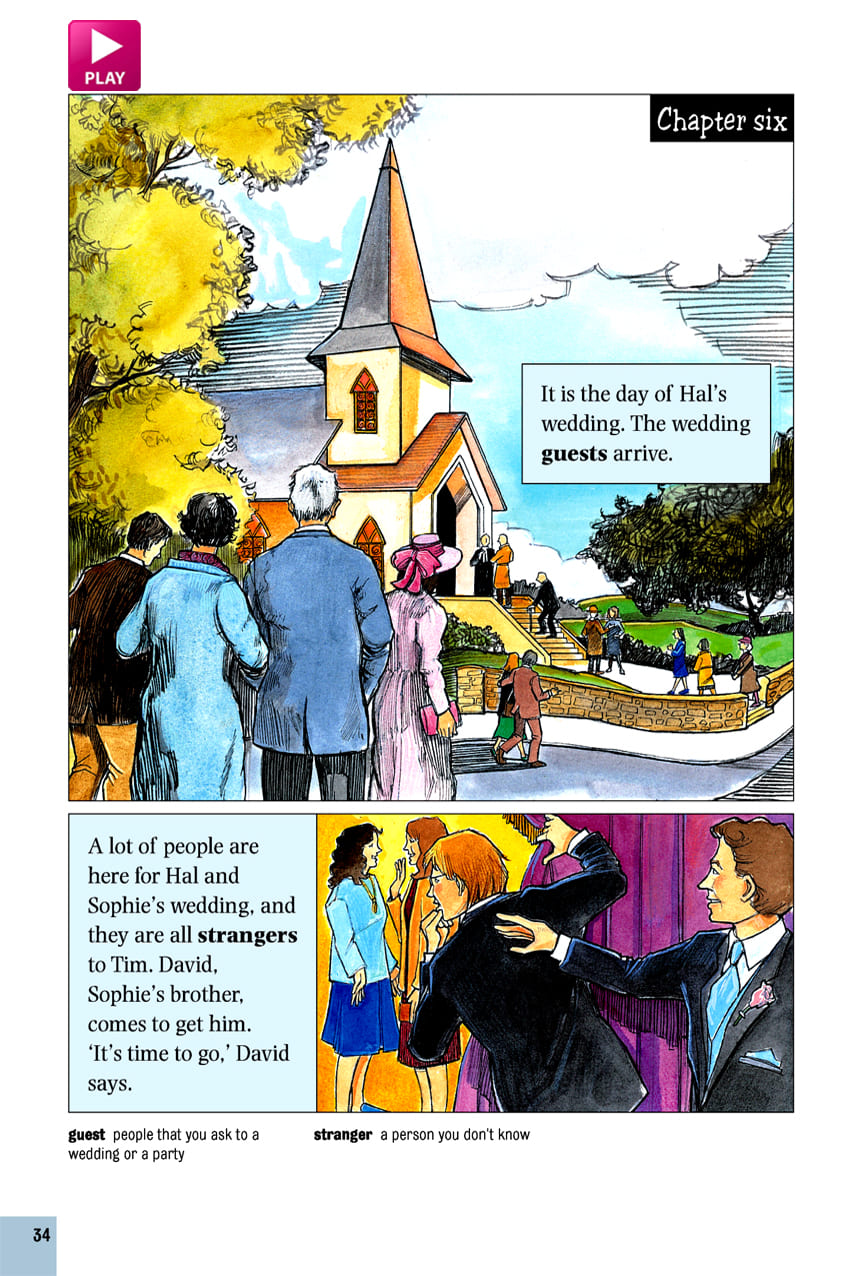 PLAY
Chapter six
It is the day of Hal’s
wedding. The wedding
guests arrive.
A lot of people are
here for Hal and
Sophie’s wedding, and
they are all strangers
to Tim. David,
Sophie’s brother,
comes to get him.
‘It’s time to go,’ David
says.
guest people that you ask to a
wedding or a party
stranger a person you don’t know
34